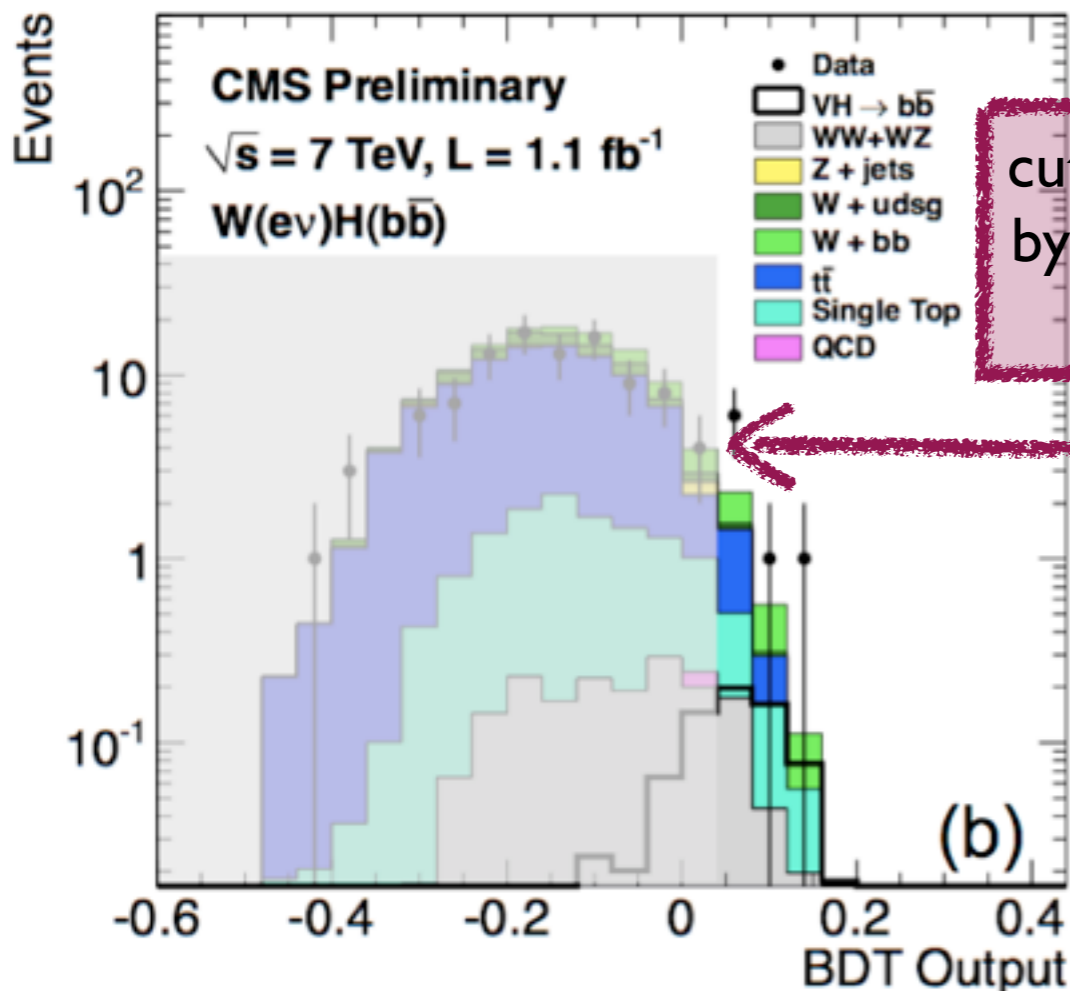 Events
CMS Preliminary
√s = 7 TeV, L = 1.1 fb⁻¹
W(eν)H(bb̄)
Data
VH → bb̄
WW+WZ
Z + jets
W + udsg
W + bb
tt̄
Single Top
QCD
by
10²
10
1
10⁻¹
(b)
-0.6
-0.4
-0.2
0
0.2
0.4
BDT Output